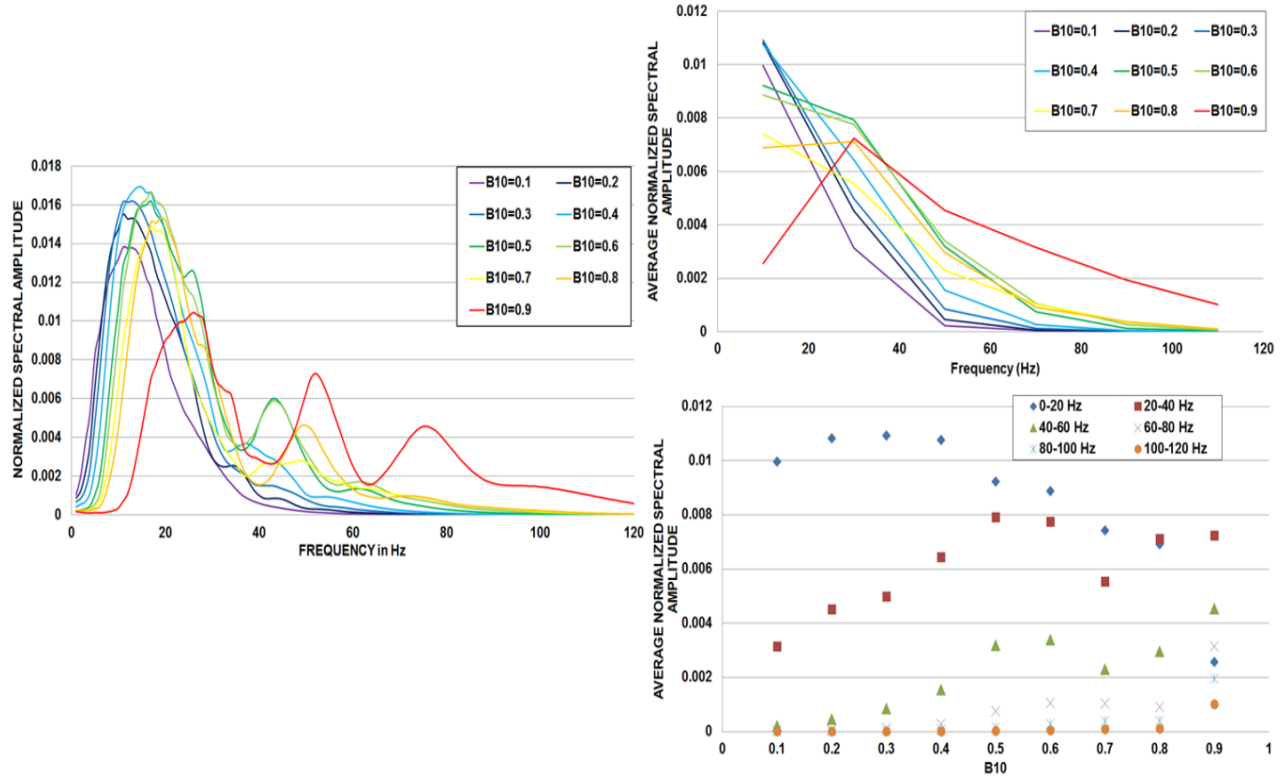 0.018
0.016
0.014
0.012
0.01
0.008
0.006
0.004
0.002
0
NORMALIZED SPECTRAL AMPLITUDE
B10=0.1 B10=0.2
B10=0.3 B10=0.4
B10=0.5 B10=0.6
B10=0.7 B10=0.8
B10=0.9
0 20 40 60 80 100 120
FREQUENCY in Hz
0.012
0.01
0.008
0.006
0.004
0.002
0
AVERAGE NORMALIZED SPECTRAL
AMPLITUDE
B10=0.1 B10=0.2 B10=0.3
B10=0.4 B10=0.5 B10=0.6
B10=0.7 B10=0.8 B10=0.9
0 20 40 60 80 100 120
Frequency (Hz)
0.012
0.01
0.008
0.006
0.004
0.002
0
AVERAGE NORMALIZED SPECTRAL
AMPLITUDE
0-20 Hz 20-40 Hz
40-60 Hz 60-80 Hz
80-100 Hz 100-120 Hz
0 0.1 0.2 0.3 0.4 0.5 0.6 0.7 0.8 0.9 1
B10